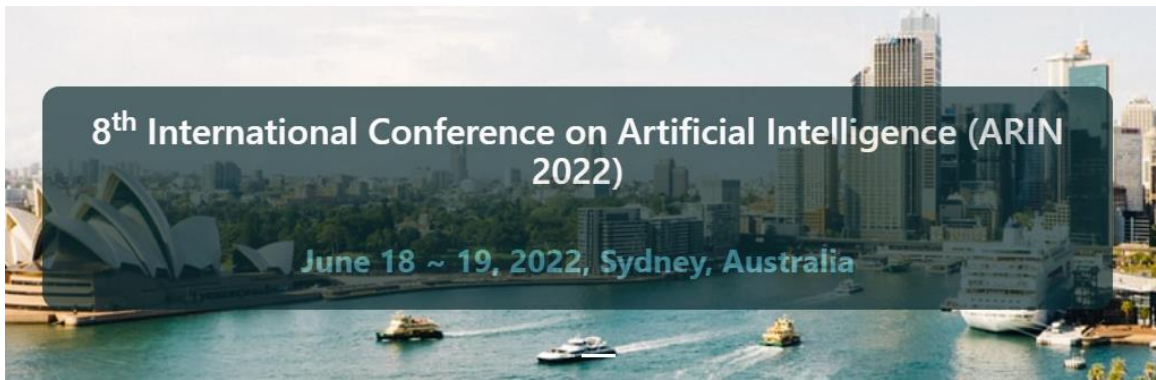 8th International Conference on Artificial Intelligence (ARIN
2022)
June 18 ~ 19, 2022, Sydney, Australia